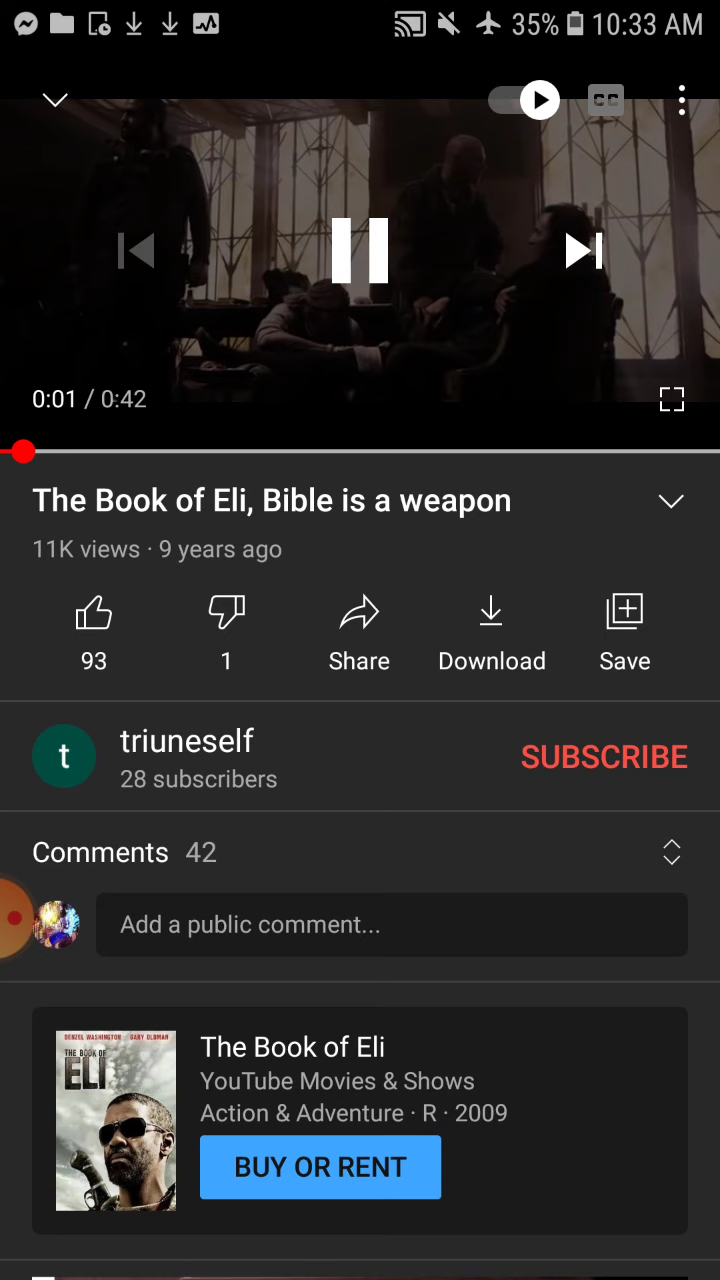 35% 10:33 AM
CC
0:01 / 0:42
The Book of Eli, Bible is a weapon
11K views · 9 years ago
93 1 Share Download Save
t triuneself SUBSCRIBE
28 subscribers
Comments 42
Add a public comment...
DENZEL WASHINGTON GARY OLDMAN
THE BOOK OF
ELI
The Book of Eli
YouTube Movies & Shows
Action & Adventure · R · 2009
BUY OR RENT